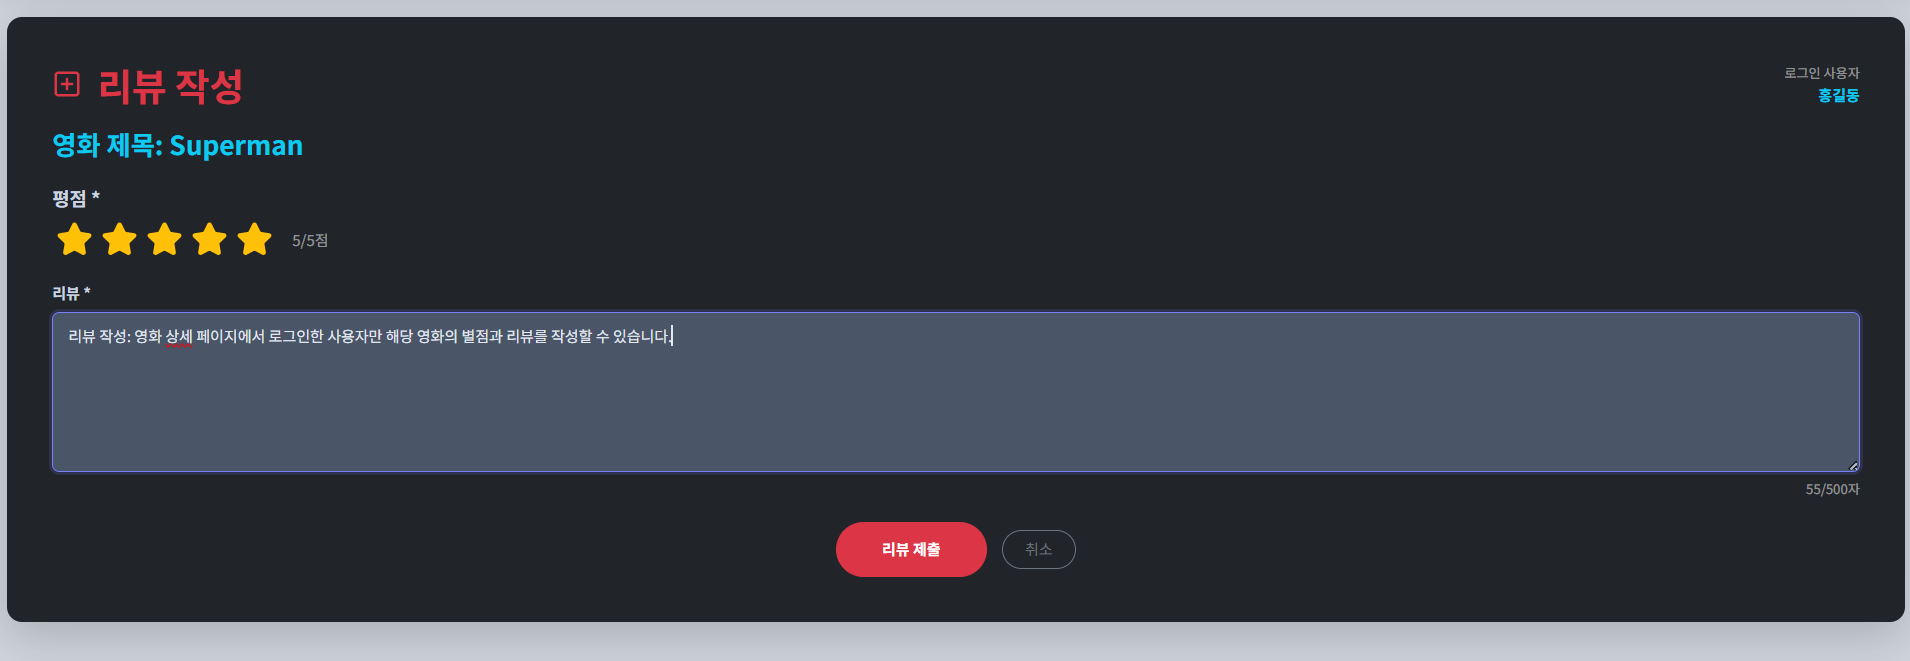 리뷰 작성
로그인 사용자
홍길동
영화 제목: Superman
평점 *
5/5점
리뷰 *
리뷰 작성: 영화 상세 페이지에서 로그인한 사용자만 해당 영화의 별점과 리뷰를 작성할 수 있습니다.
55/500자
리뷰 제출
취소